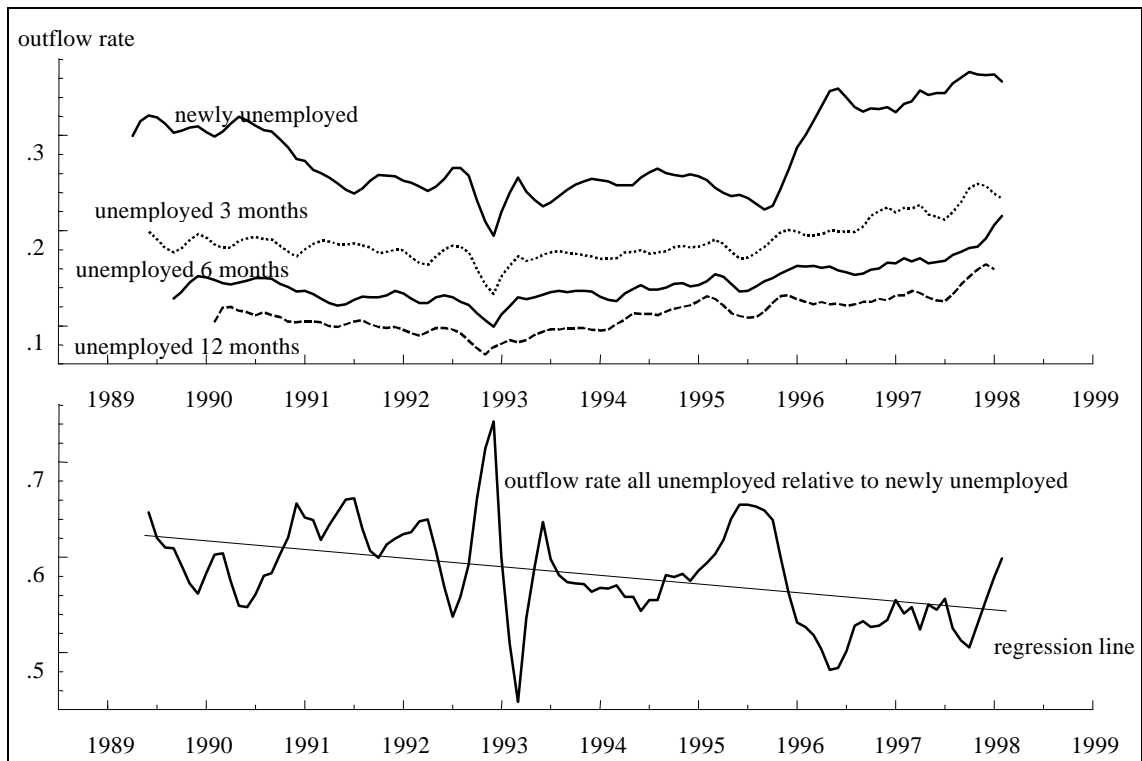 outflow rate
newly unemployed
.3
unemployed 3 months
.2
unemployed 6 months
.1
unemployed 12 months
1989 1990 1991 1992 1993 1994 1995 1996 1997 1998 1999
.7
outflow rate all unemployed relative to newly unemployed
.6
regression line
.5
1989 1990 1991 1992 1993 1994 1995 1996 1997 1998 1999